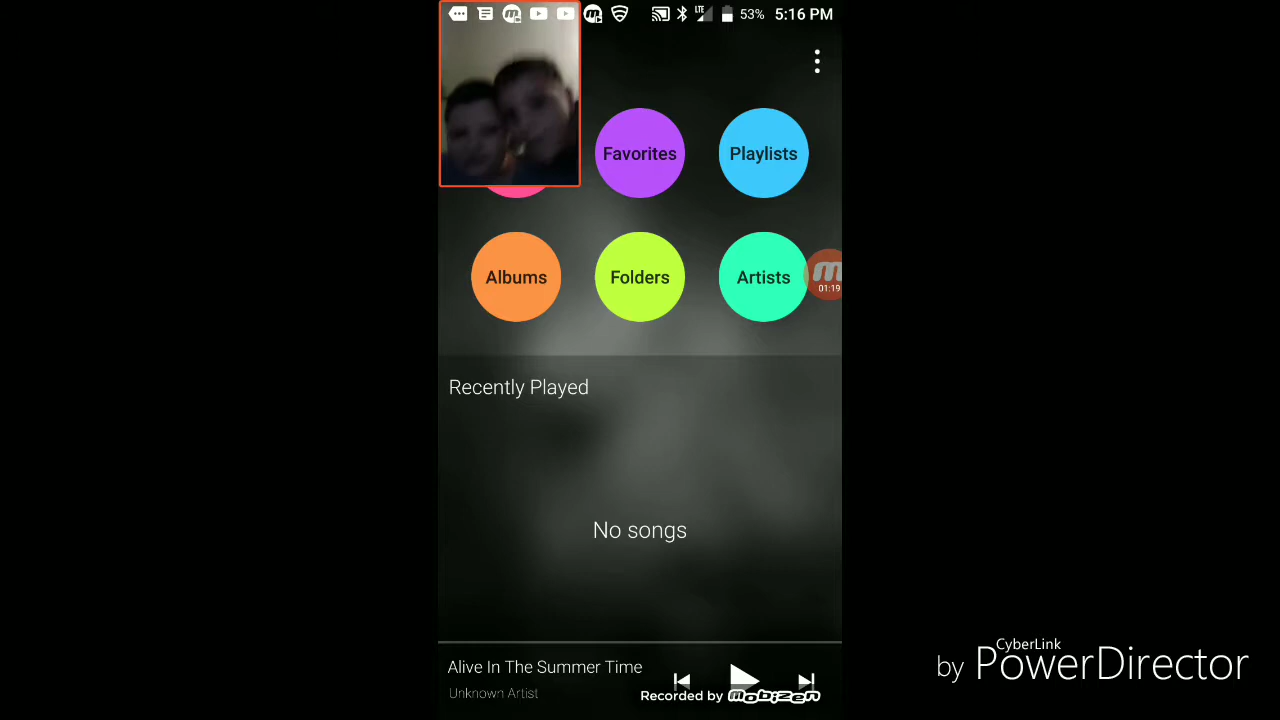 LTE 53% 5:16 PM
Favorites
Playlists
Albums
Folders
Artists
01:19
Recently Played
No songs
Alive In The Summer Time
Unknown Artist
Recorded by mobizen
by CyberLink PowerDirector